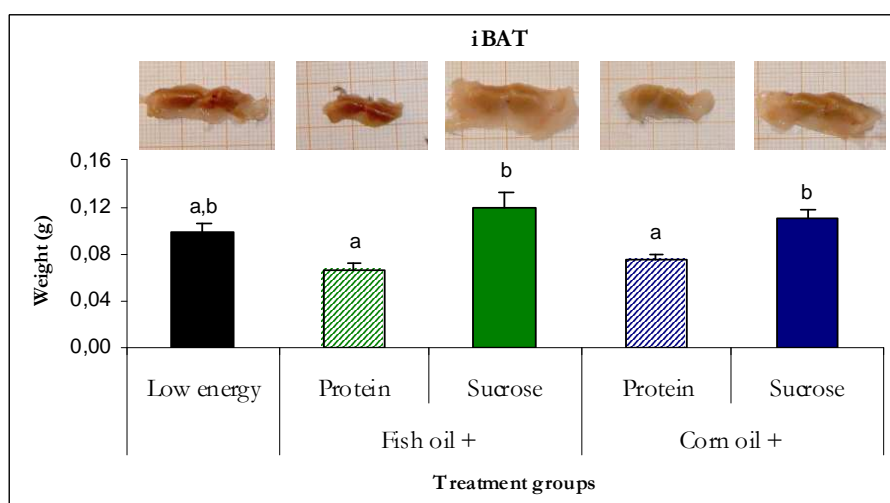 iBAT
0,16
0,12
0,08
0,04
0,00
Weight (g)
a,b
a
b
a
b
Low energy Protein Sucrose Protein Sucrose
Fish oil + Corn oil +
Treatment groups